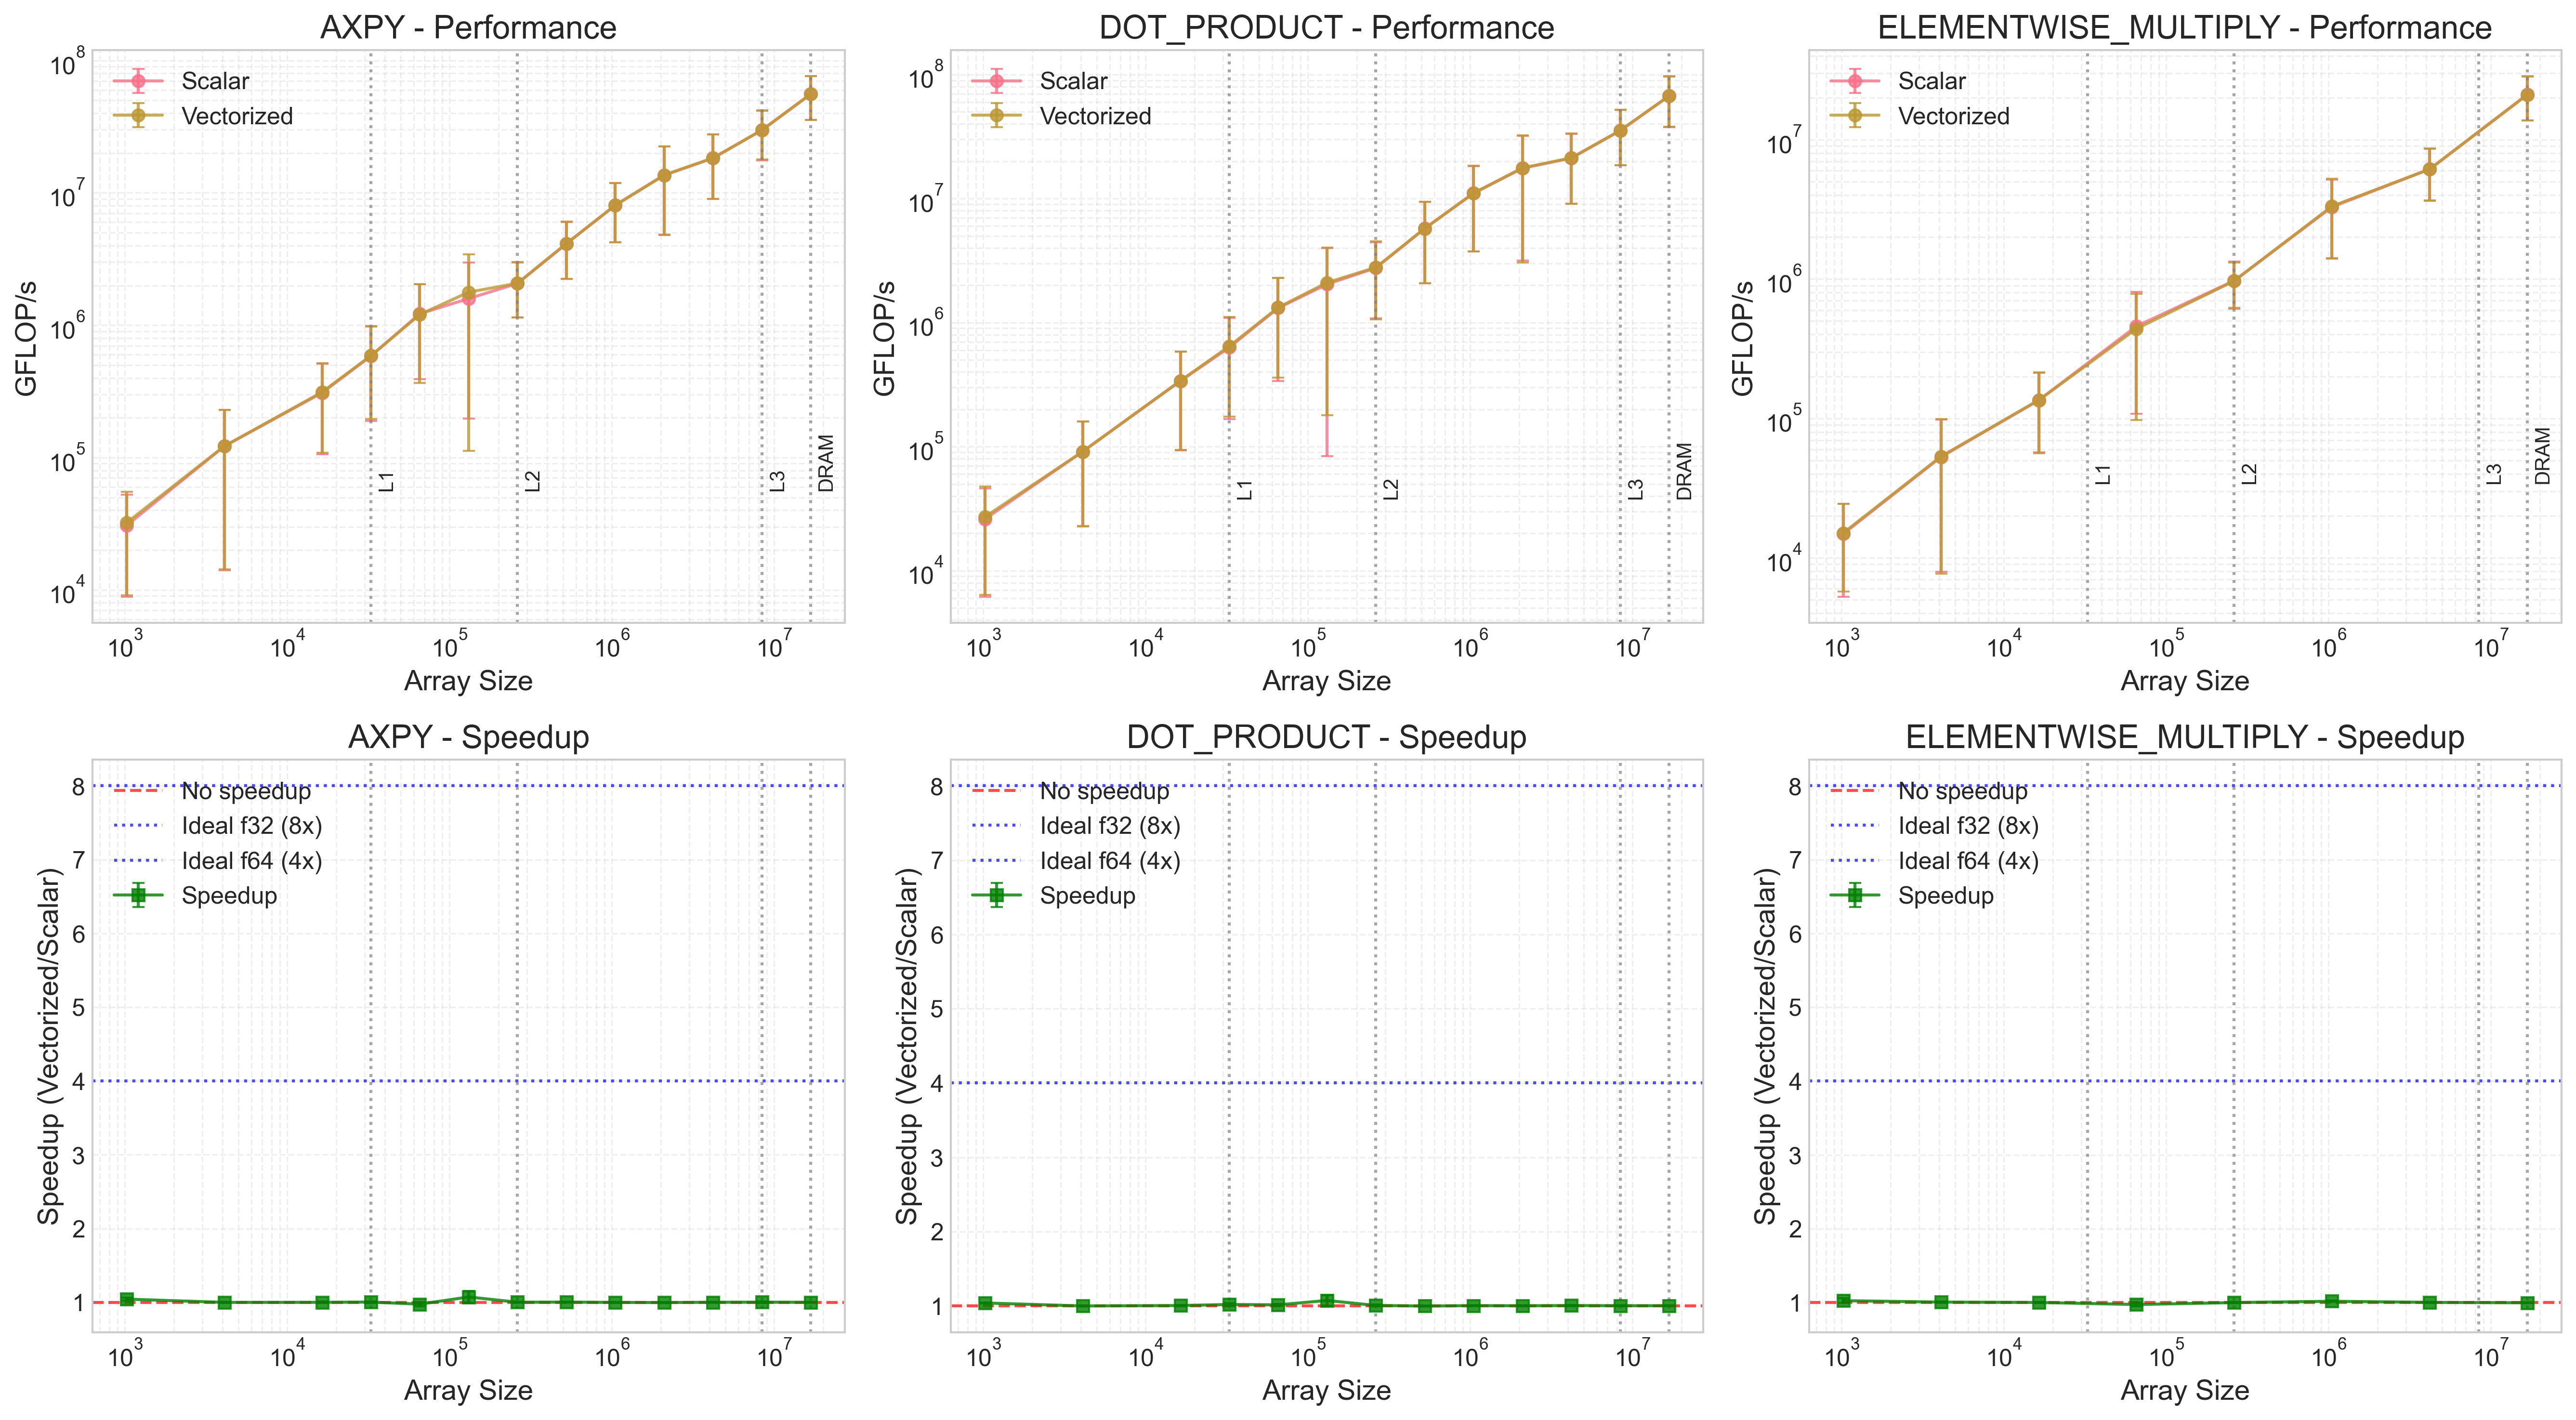 AXPY - Performance
Scalar
Vectorized
10^8
10^7
10^6
10^5
10^4
GFLOP/s
L1
L2
L3
DRAM
10^3
10^4
10^5
10^6
10^7
Array Size
DOT_PRODUCT - Performance
Scalar
Vectorized
10^8
10^7
10^6
10^5
10^4
GFLOP/s
L1
L2
L3
DRAM
10^3
10^4
10^5
10^6
10^7
Array Size
ELEMENTWISE_MULTIPLY - Performance
Scalar
Vectorized
10^7
10^6
10^5
10^4
GFLOP/s
L1
L2
L3
DRAM
10^3
10^4
10^5
10^6
10^7
Array Size
AXPY - Speedup
No speedup
Ideal f32 (8x)
Ideal f64 (4x)
Speedup
8
7
6
5
4
3
2
1
Speedup (Vectorized/Scalar)
10^3
10^4
10^5
10^6
10^7
Array Size
DOT_PRODUCT - Speedup
No speedup
Ideal f32 (8x)
Ideal f64 (4x)
Speedup
8
7
6
5
4
3
2
1
Speedup (Vectorized/Scalar)
10^3
10^4
10^5
10^6
10^7
Array Size
ELEMENTWISE_MULTIPLY - Speedup
No speedup
Ideal f32 (8x)
Ideal f64 (4x)
Speedup
8
7
6
5
4
3
2
1
Speedup (Vectorized/Scalar)
10^3
10^4
10^5
10^6
10^7
Array Size